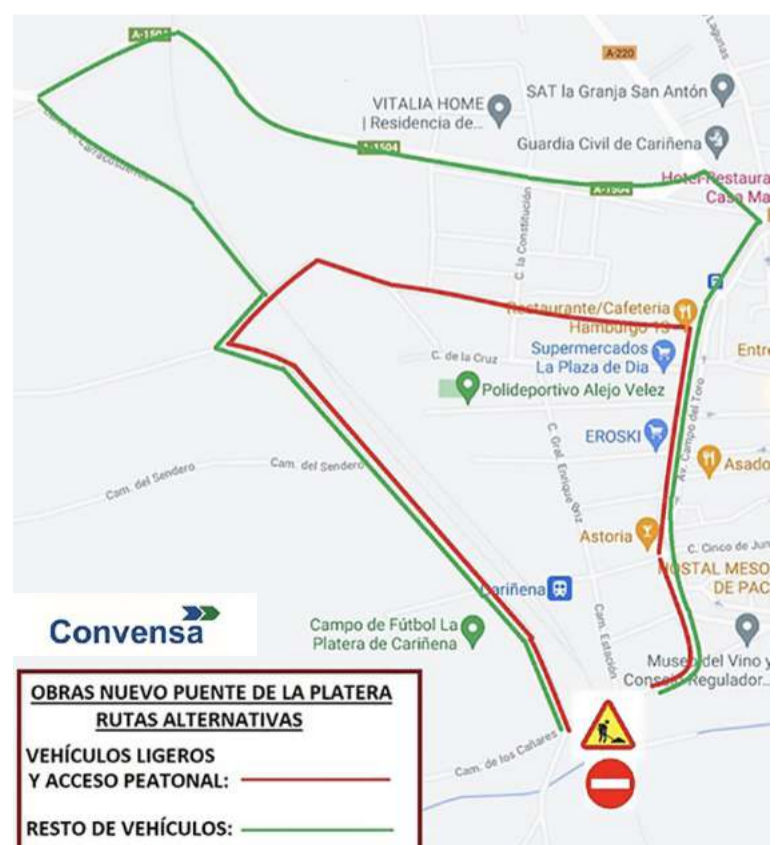 A-1504
A-220
Lagunas
SAT la Granja San Antón
VITALIA HOME
| Residencia de...
Guardia Civil de Cariñena
A-1504
Hotel-Restaura
Casa Ma
A-1504
C. la Constitución
Restaurante/Cafeteria
Hamburgo 13
Supermercados
La Plaza de Dia
Entre
C. de la Cruz
Polideportivo Alejo Velez
Av. Campo del Toro
EROSKI
C. Gral. Enrique
Asado
Cam. del Sendero
Cam. del Sendero
Astoria
C. Cinco de Jun
HOSTAL MESO
DE PAC
Cariñena
Cam. Estación
Convensa
Campo de Fútbol La
Platera de Cariñena
Museo del Vino y
Consejo Regulador...
OBRAS NUEVO PUENTE DE LA PLATERA
RUTAS ALTERNATIVAS
Cam. de los Cañares
VEHÍCULOS LIGEROS
Y ACCESO PEATONAL:
RESTO DE VEHÍCULOS: